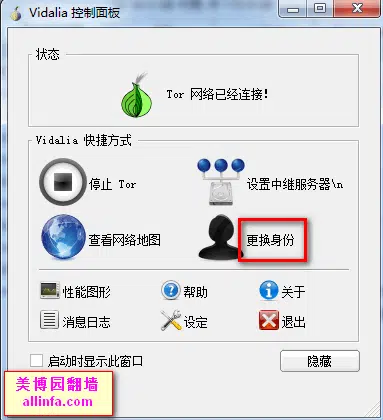 Vidalia 控制面板
状态
Tor 网络已经连接!
Vidalia 快捷方式
停止 Tor
设置中继服务器\n
查看网络地图
更换身份
性能图形
帮助
关于
消息日志
设定
退出
启动时显示此窗口
隐藏
美博园翻墙
allinfa.com